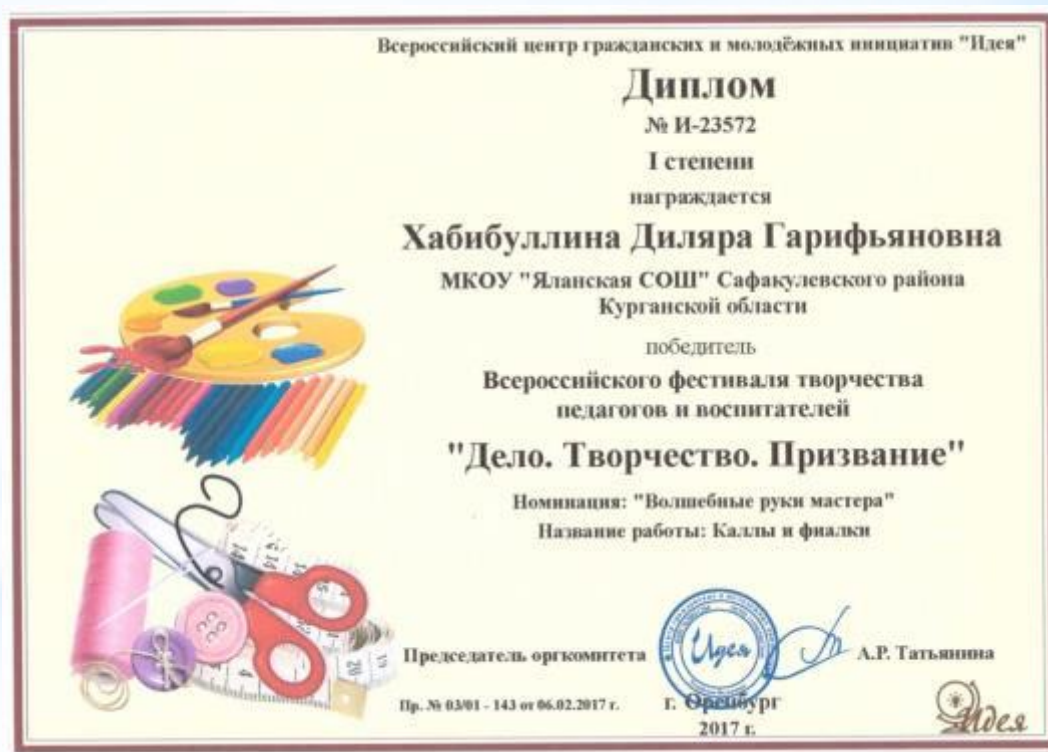 Всероссийский центр гражданских и молодёжных инициатив "Идея"
Диплом
№ И-23572
I степени
награждается
Хабибуллина Диляра Гарифьяновна
МКОУ "Яланская СОШ" Сафакулевского района
Курганской области
победитель
Всероссийского фестиваля творчества
педагогов и воспитателей
"Дело. Творчество. Призвание"
Номинация: "Волшебные руки мастера"
Название работы: Каллы и фиалки
Идея
Председатель оргкомитета
А.Р. Татьянина
Пр. № 03/01 - 143 от 06.02.2017 г.
г. Оренбург
2017 г.
Идея